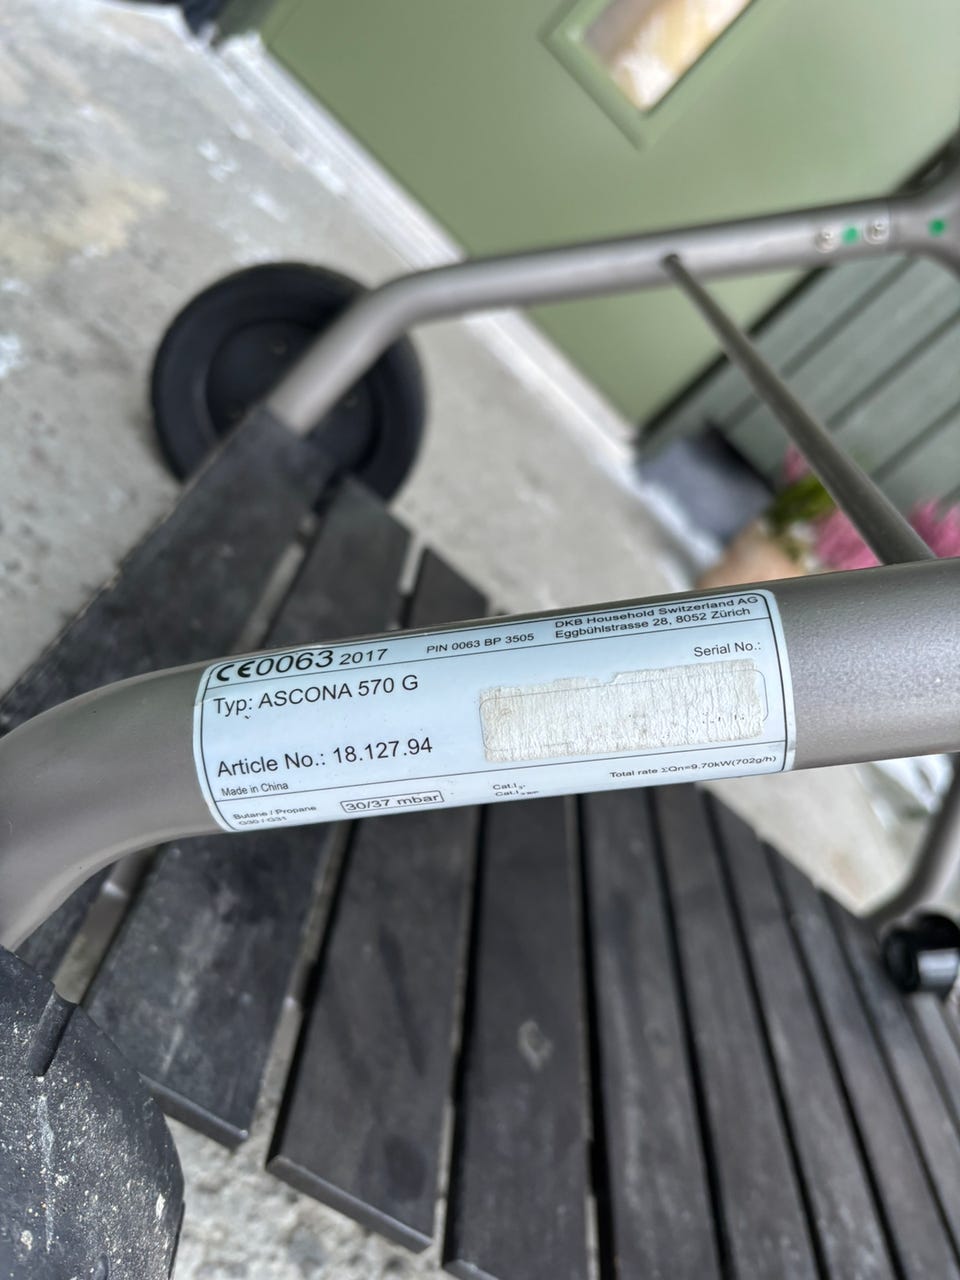 CE0063 2017
PIN 0063 BP 3505
DKB Household Switzerland AG
Eggbühlstrasse 28, 8052 Zürich
Typ: ASCONA 570 G
Serial No.:
Article No.: 18.127.94
Made in China
Butane / Propane
G30 / G31
30/37 mbar
Cat.I₃₊
Total rate ΣQn=9.70kW(702g/h)